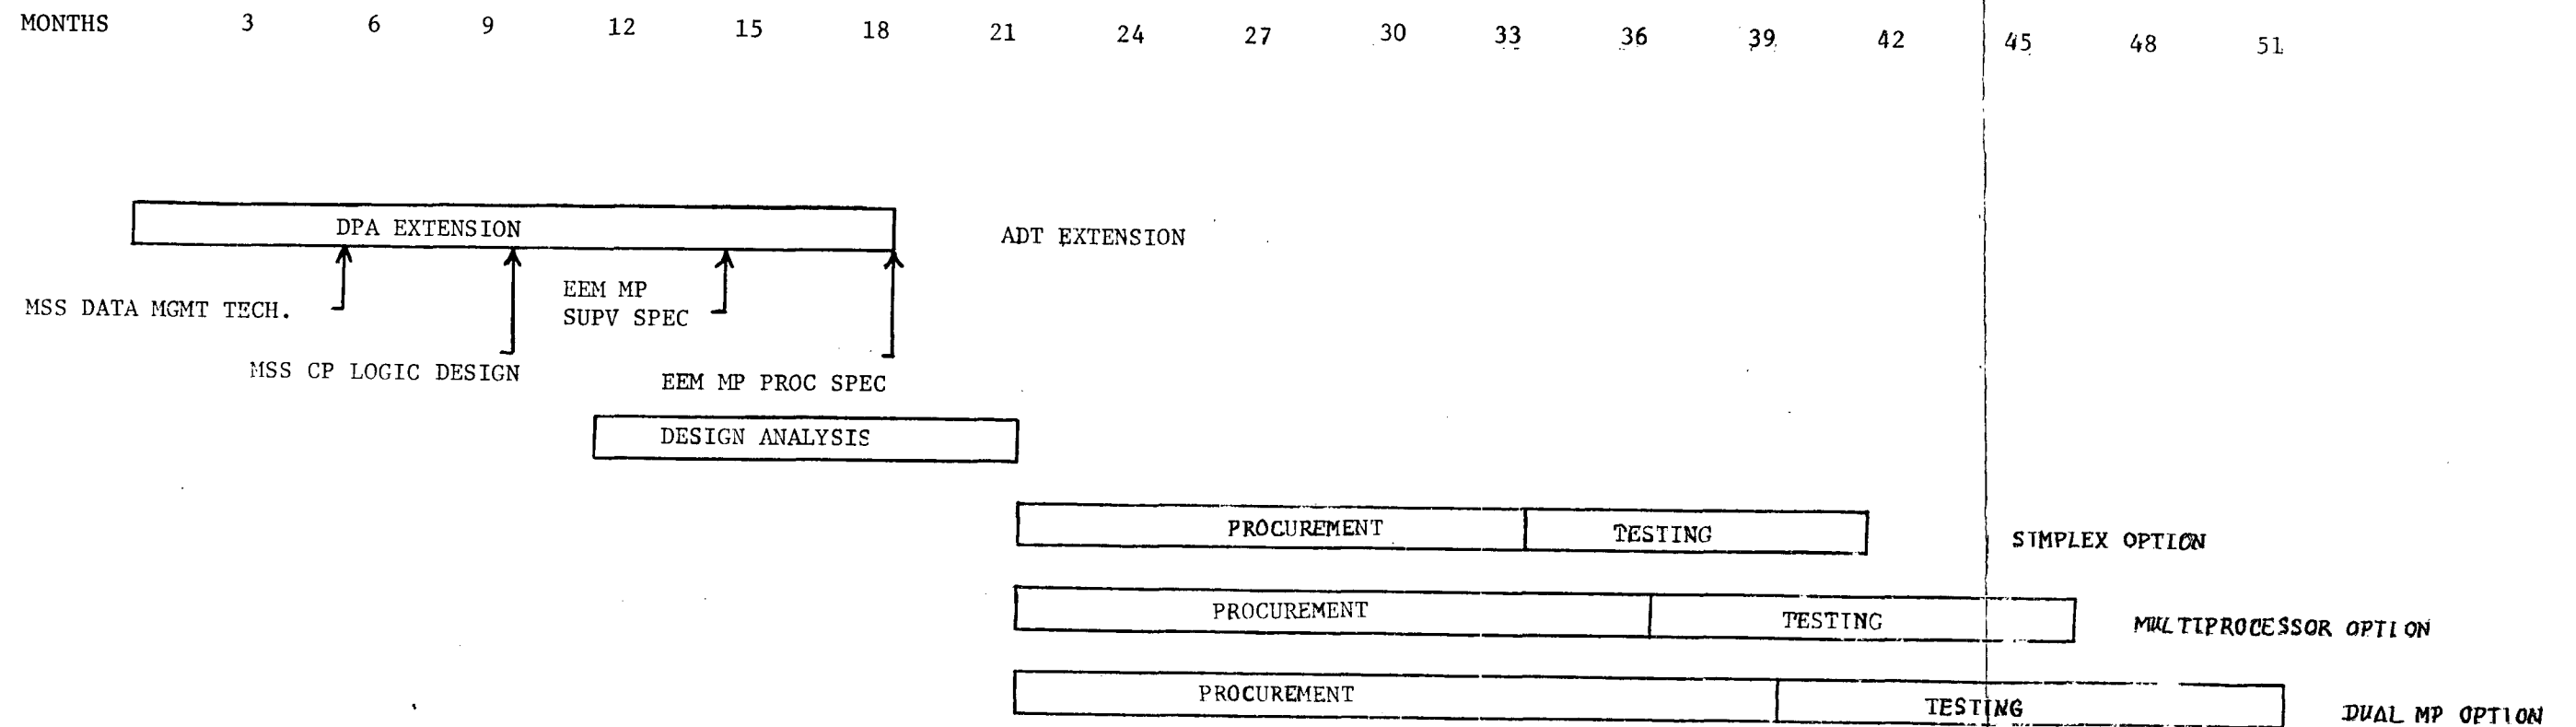 MONTHS 3 6 9 12 15 18 21 24 27 30 33 36 39 42 45 48 51
DPA EXTENSION
ADT EXTENSION
MSS DATA MGMT TECH.
EEM MP
SUPV SPEC
MSS CP LOGIC DESIGN
EEM MP PROC SPEC
DESIGN ANALYSIS
PROCUREMENT TESTING SIMPLEX OPTION
PROCUREMENT TESTING MULTIPROCESSOR OPTION
PROCUREMENT TESTING DUAL MP OPTION